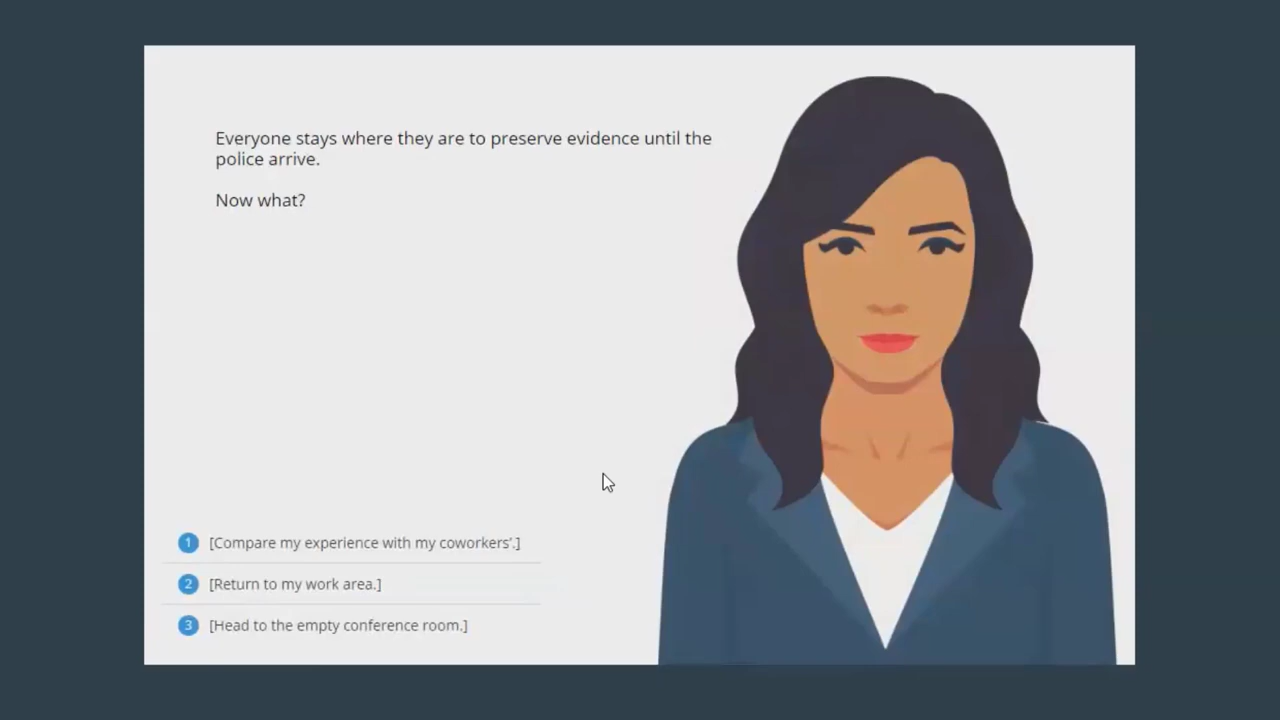 Everyone stays where they are to preserve evidence until the
police arrive.
Now what?
1 [Compare my experience with my coworkers'.]
2 [Return to my work area.]
3 [Head to the empty conference room.]